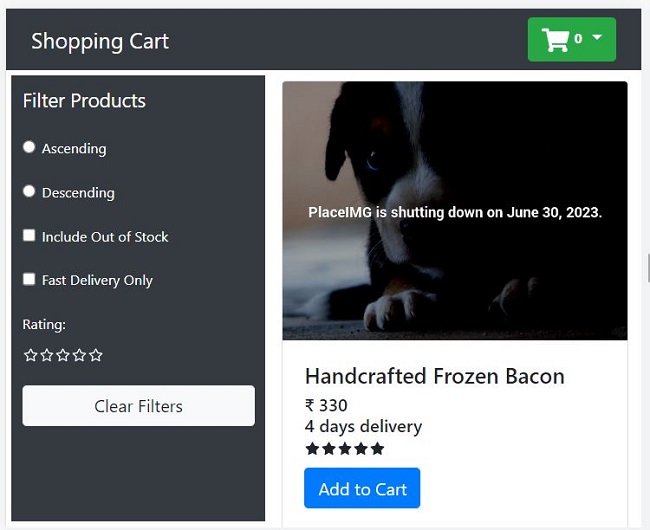 Shopping Cart
0
Filter Products
Ascending
Descending
Include Out of Stock
Fast Delivery Only
Rating:
Clear Filters
PlaceIMG is shutting down on June 30, 2023.
Handcrafted Frozen Bacon
₹ 330
4 days delivery
Add to Cart